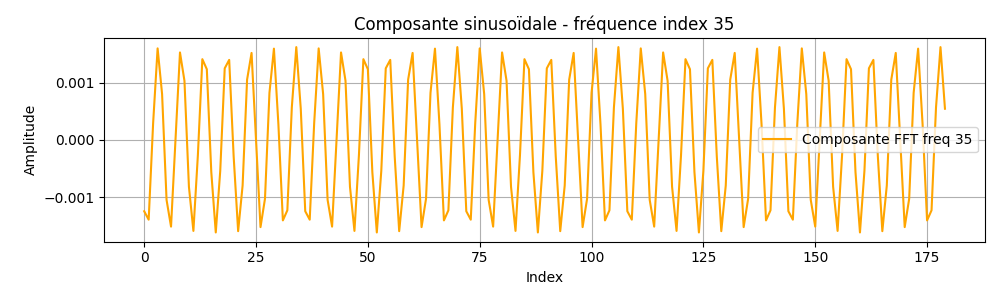 Composante sinusoïdale - fréquence index 35
Amplitude
0.001
0.000
−0.001
Composante FFT freq 35
0 25 50 75 100 125 150 175
Index